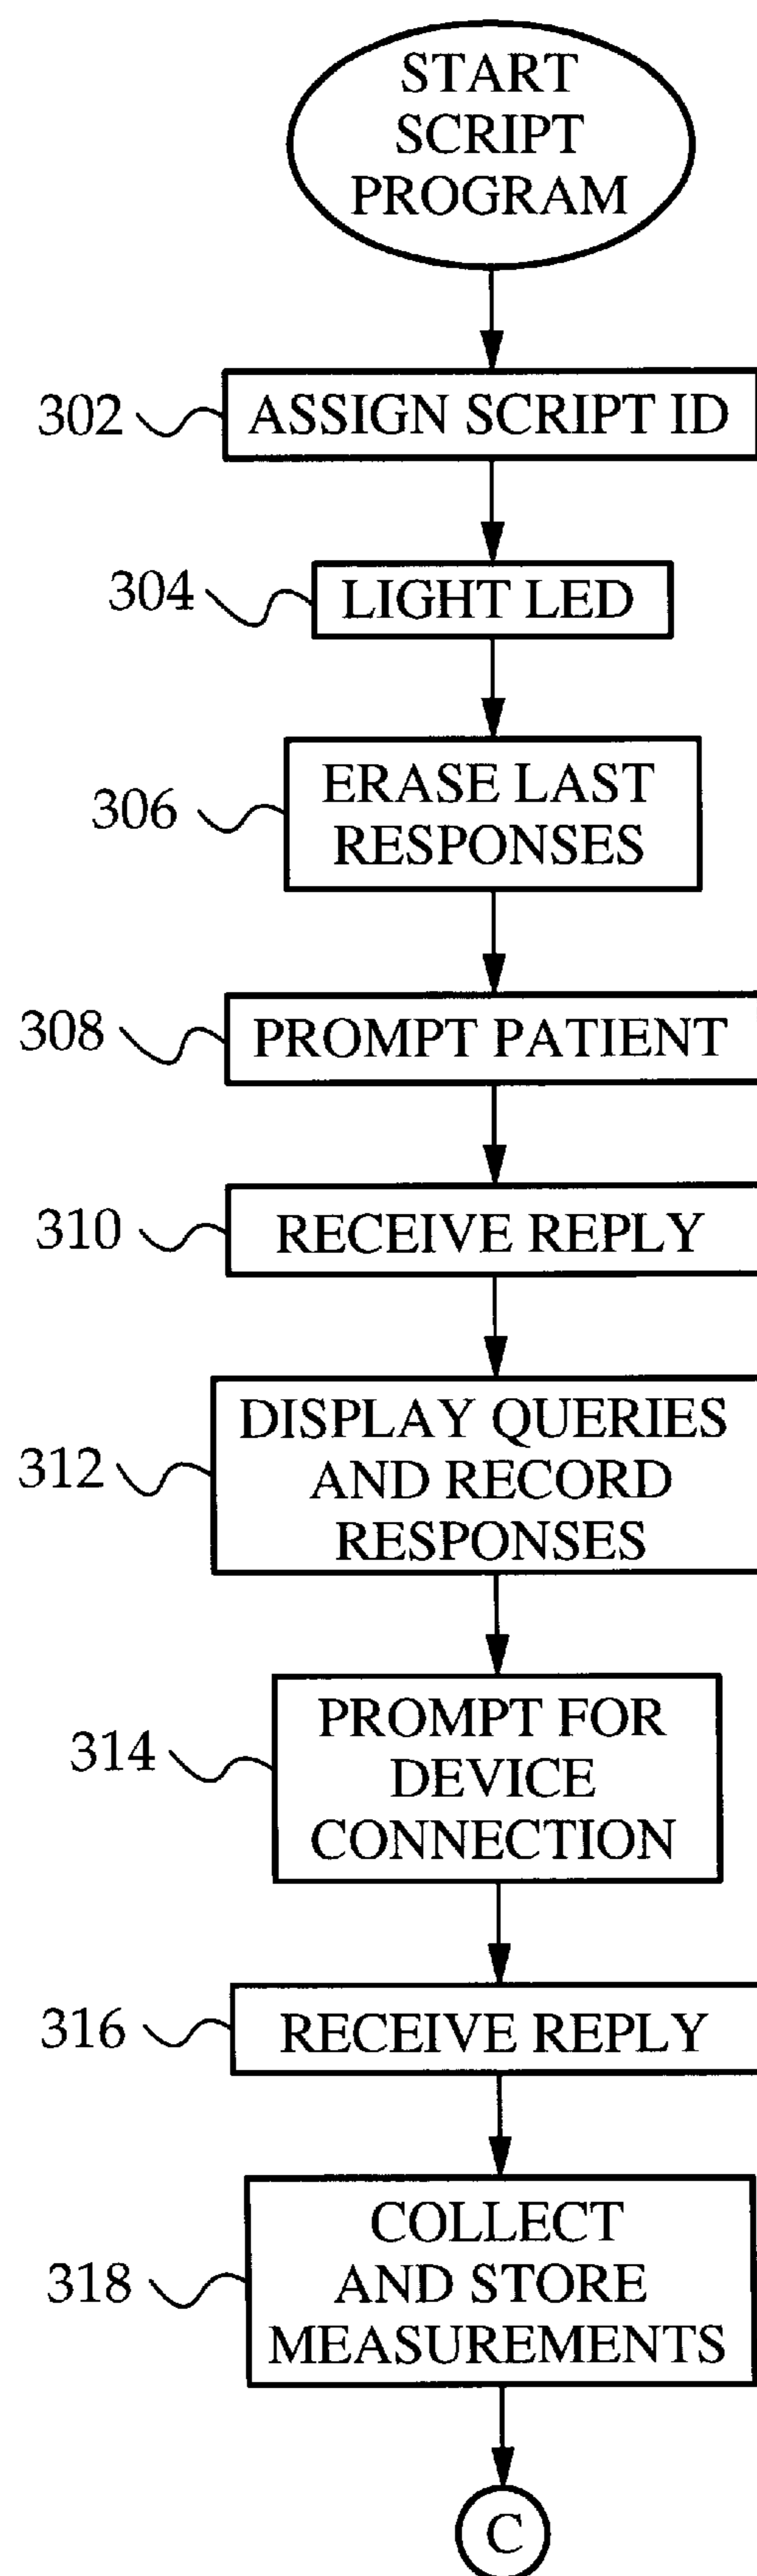 START
SCRIPT
PROGRAM
302
ASSIGN SCRIPT ID
304
LIGHT LED
306
ERASE LAST
RESPONSES
308
PROMPT PATIENT
310
RECEIVE REPLY
312
DISPLAY QUERIES
AND RECORD
RESPONSES
314
PROMPT FOR
DEVICE
CONNECTION
316
RECEIVE REPLY
318
COLLECT
AND STORE
MEASUREMENTS
C